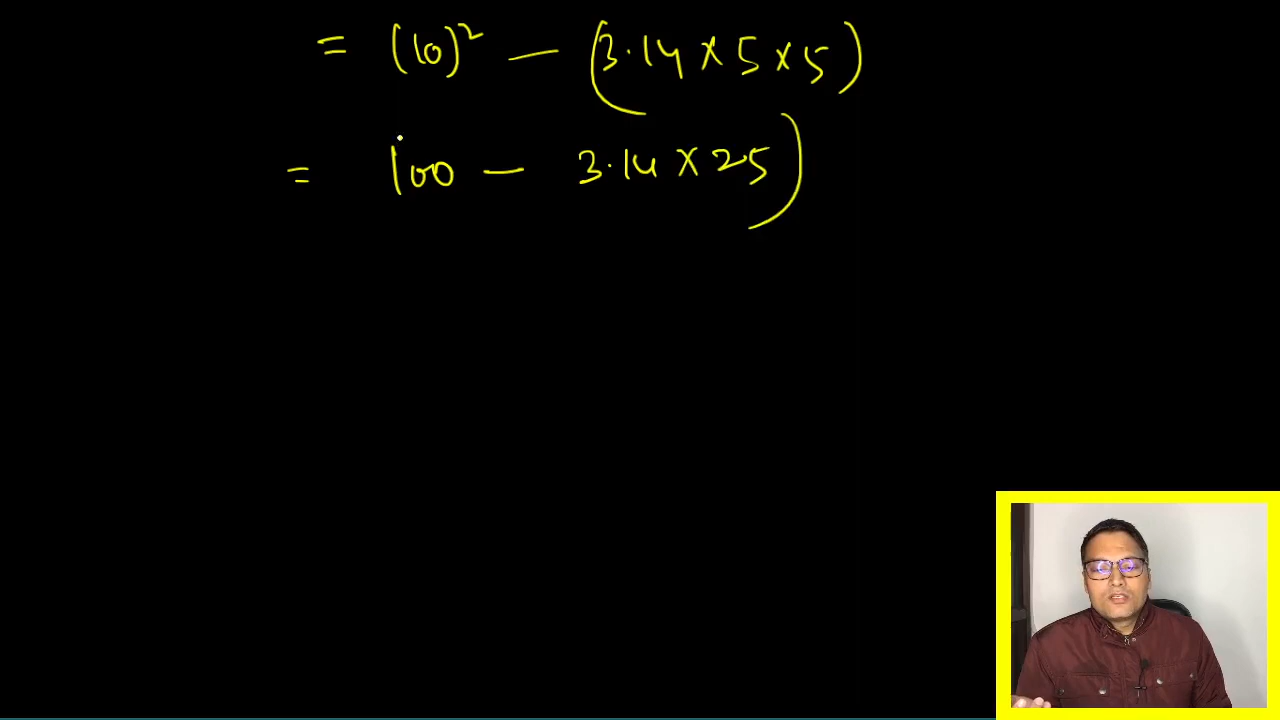 = (10)² — (3.14 × 5 × 5)
= 100 — 3.14 × 25)